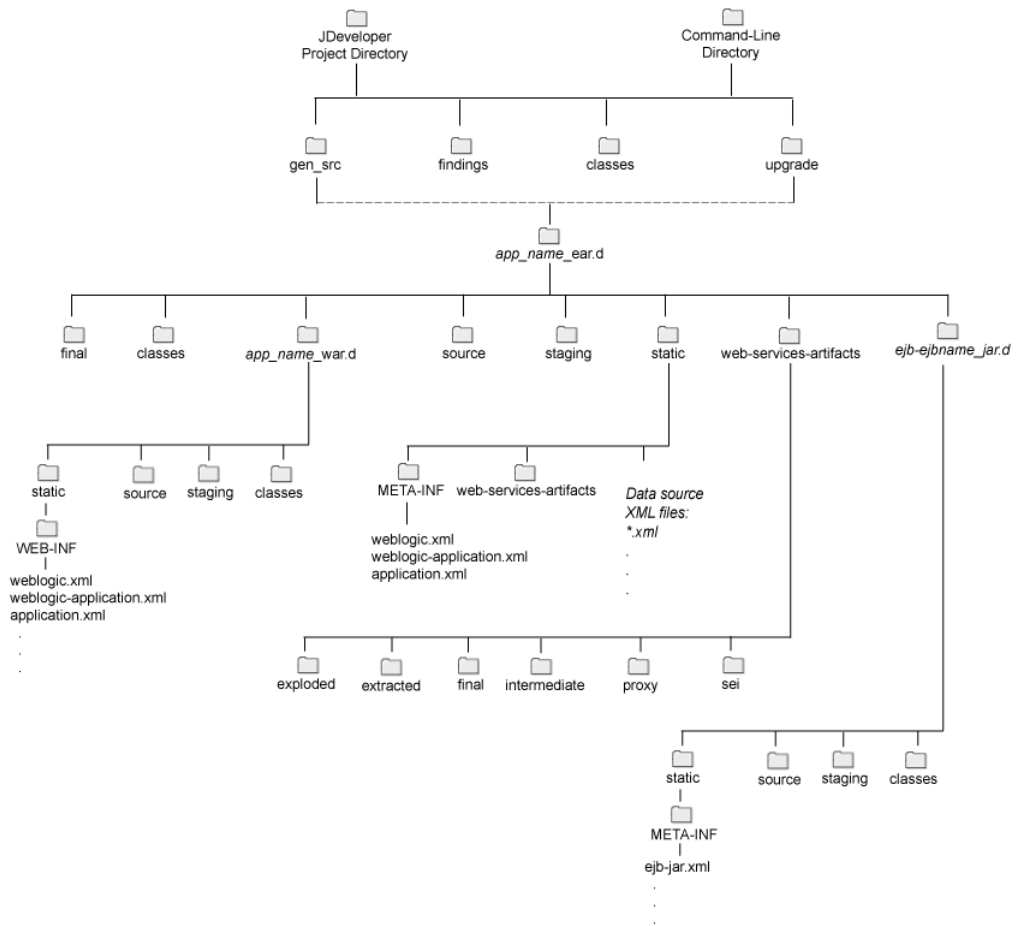 JDeveloper
Project Directory
Command-Line
Directory
gen_src
findings
classes
upgrade
app_name_ear.d
final
classes
app_name_war.d
source
staging
static
web-services-artifacts
ejb-ejbname_jar.d
static
source
staging
classes
META-INF
web-services-artifacts
Data source
XML files:
*.xml
.
.
.
WEB-INF
weblogic.xml
weblogic-application.xml
application.xml
.
.
.
weblogic.xml
weblogic-application.xml
application.xml
exploded
extracted
final
intermediate
proxy
sei
static
source
staging
classes
META-INF
ejb-jar.xml
.
.
.